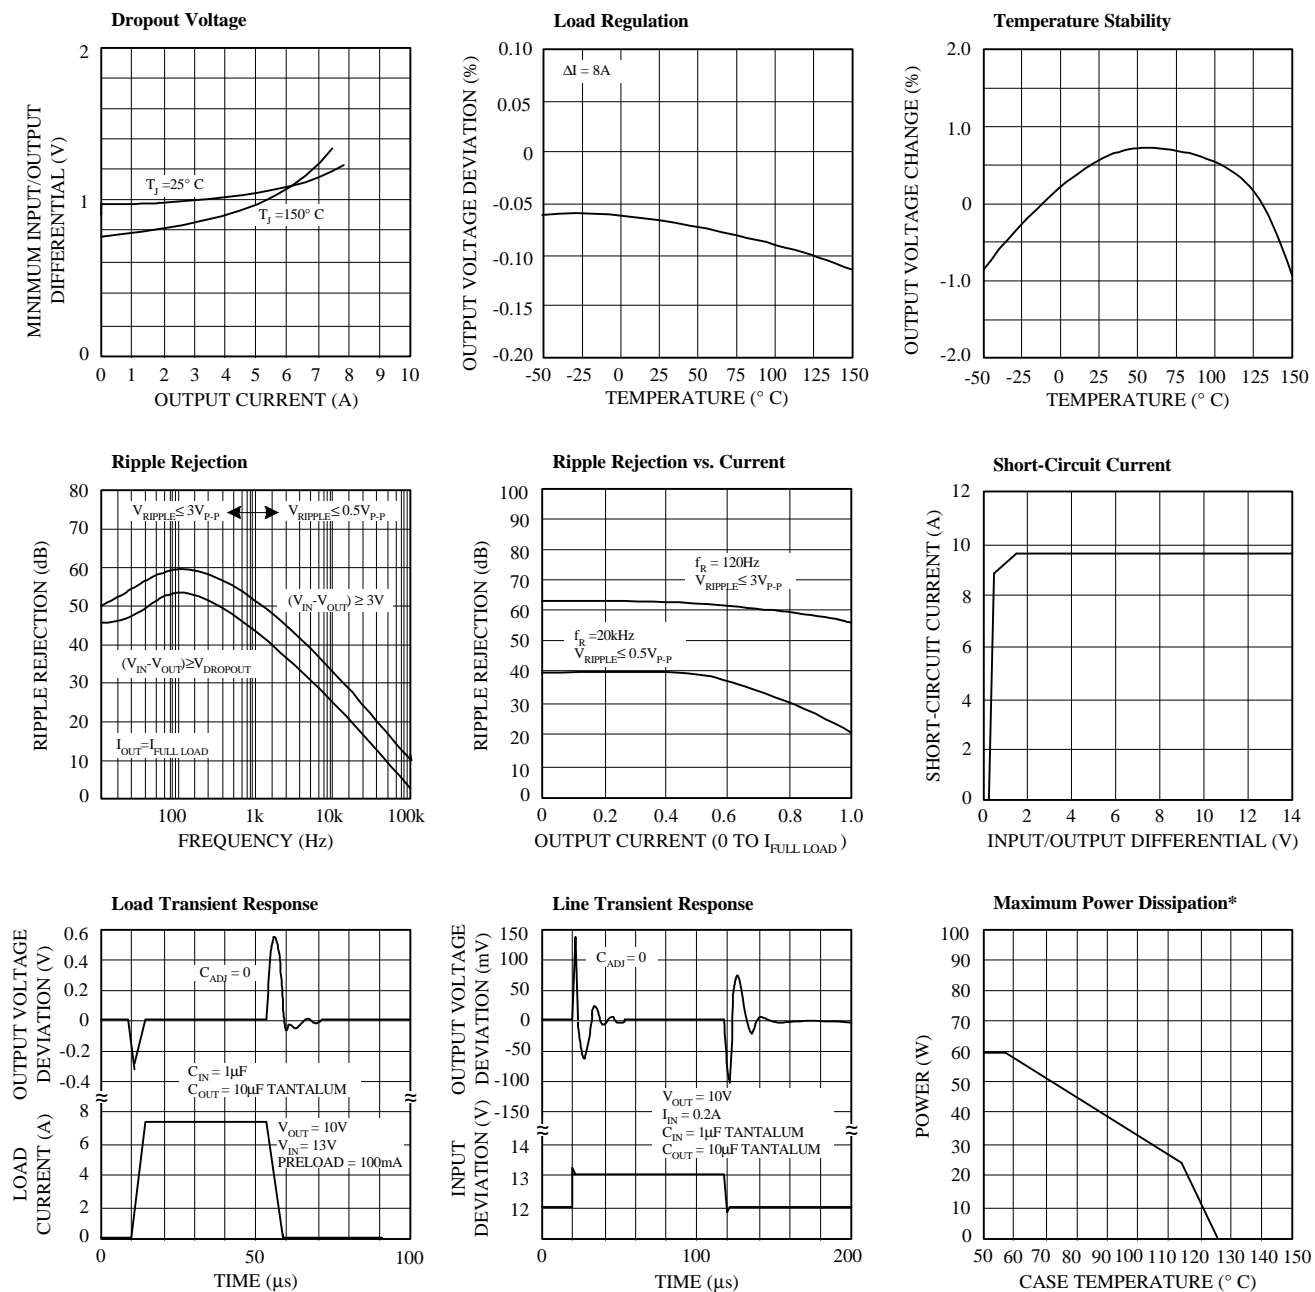 Dropout Voltage
MINIMUM INPUT/OUTPUT
DIFFERENTIAL (V)
2
1
0
T_J =25° C
T_J =150° C
0 1 2 3 4 5 6 7 8 9 10
OUTPUT CURRENT (A)
Load Regulation
OUTPUT VOLTAGE DEVIATION (%)
0.10
0.05
0
-0.05
-0.10
-0.15
-0.20
ΔI = 8A
-50 -25 0 25 50 75 100 125 150
TEMPERATURE (° C)
Temperature Stability
OUTPUT VOLTAGE CHANGE (%)
2.0
1.0
0
-1.0
-2.0
-50 -25 0 25 50 75 100 125 150
TEMPERATURE (° C)
Ripple Rejection
RIPPLE REJECTION (dB)
80
70
60
50
40
30
20
10
0
V_RIPPLE ≤ 3V_P-P
V_RIPPLE ≤ 0.5V_P-P
(V_IN-V_OUT) ≥ 3V
(V_IN-V_OUT)≥V_DROPOUT
I_OUT=I_FULL LOAD
100 1k 10k 100k
FREQUENCY (Hz)
Ripple Rejection vs. Current
RIPPLE REJECTION (dB)
100
90
80
70
60
50
40
30
20
10
0
f_R = 120Hz
V_RIPPLE ≤ 3V_P-P
f_R =20kHz
V_RIPPLE ≤ 0.5V_P-P
0 0.2 0.4 0.6 0.8 1.0
OUTPUT CURRENT (0 TO I_FULL LOAD )
Short-Circuit Current
SHORT-CIRCUIT CURRENT (A)
12
10
8
6
4
2
0
0 2 4 6 8 10 12 14
INPUT/OUTPUT DIFFERENTIAL (V)
Load Transient Response
OUTPUT VOLTAGE
DEVIATION (V)
0.6
0.4
0.2
0
-0.2
-0.4
C_ADJ = 0
C_IN = 1µF
C_OUT = 10µF TANTALUM
LOAD
CURRENT (A)
8
6
4
2
0
V_OUT = 10V
V_IN = 13V
PRELOAD = 100mA
0 50 100
TIME (µs)
Line Transient Response
OUTPUT VOLTAGE
DEVIATION (mV)
150
100
50
0
-50
-100
-150
C_ADJ = 0
V_OUT = 10V
I_IN = 0.2A
C_IN = 1µF TANTALUM
C_OUT = 10µF TANTALUM
INPUT
DEVIATION (V)
14
13
12
0 100 200
TIME (µs)
Maximum Power Dissipation*
POWER (W)
100
90
80
70
60
50
40
30
20
10
0
50 60 70 80 90 100 110 120 130 140 150
CASE TEMPERATURE (° C)